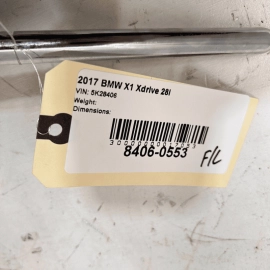 2017 BMW X1 Xdrive 28i
VIN: 5K28406
Weight:
Dimensions:
8406-0553
F/L